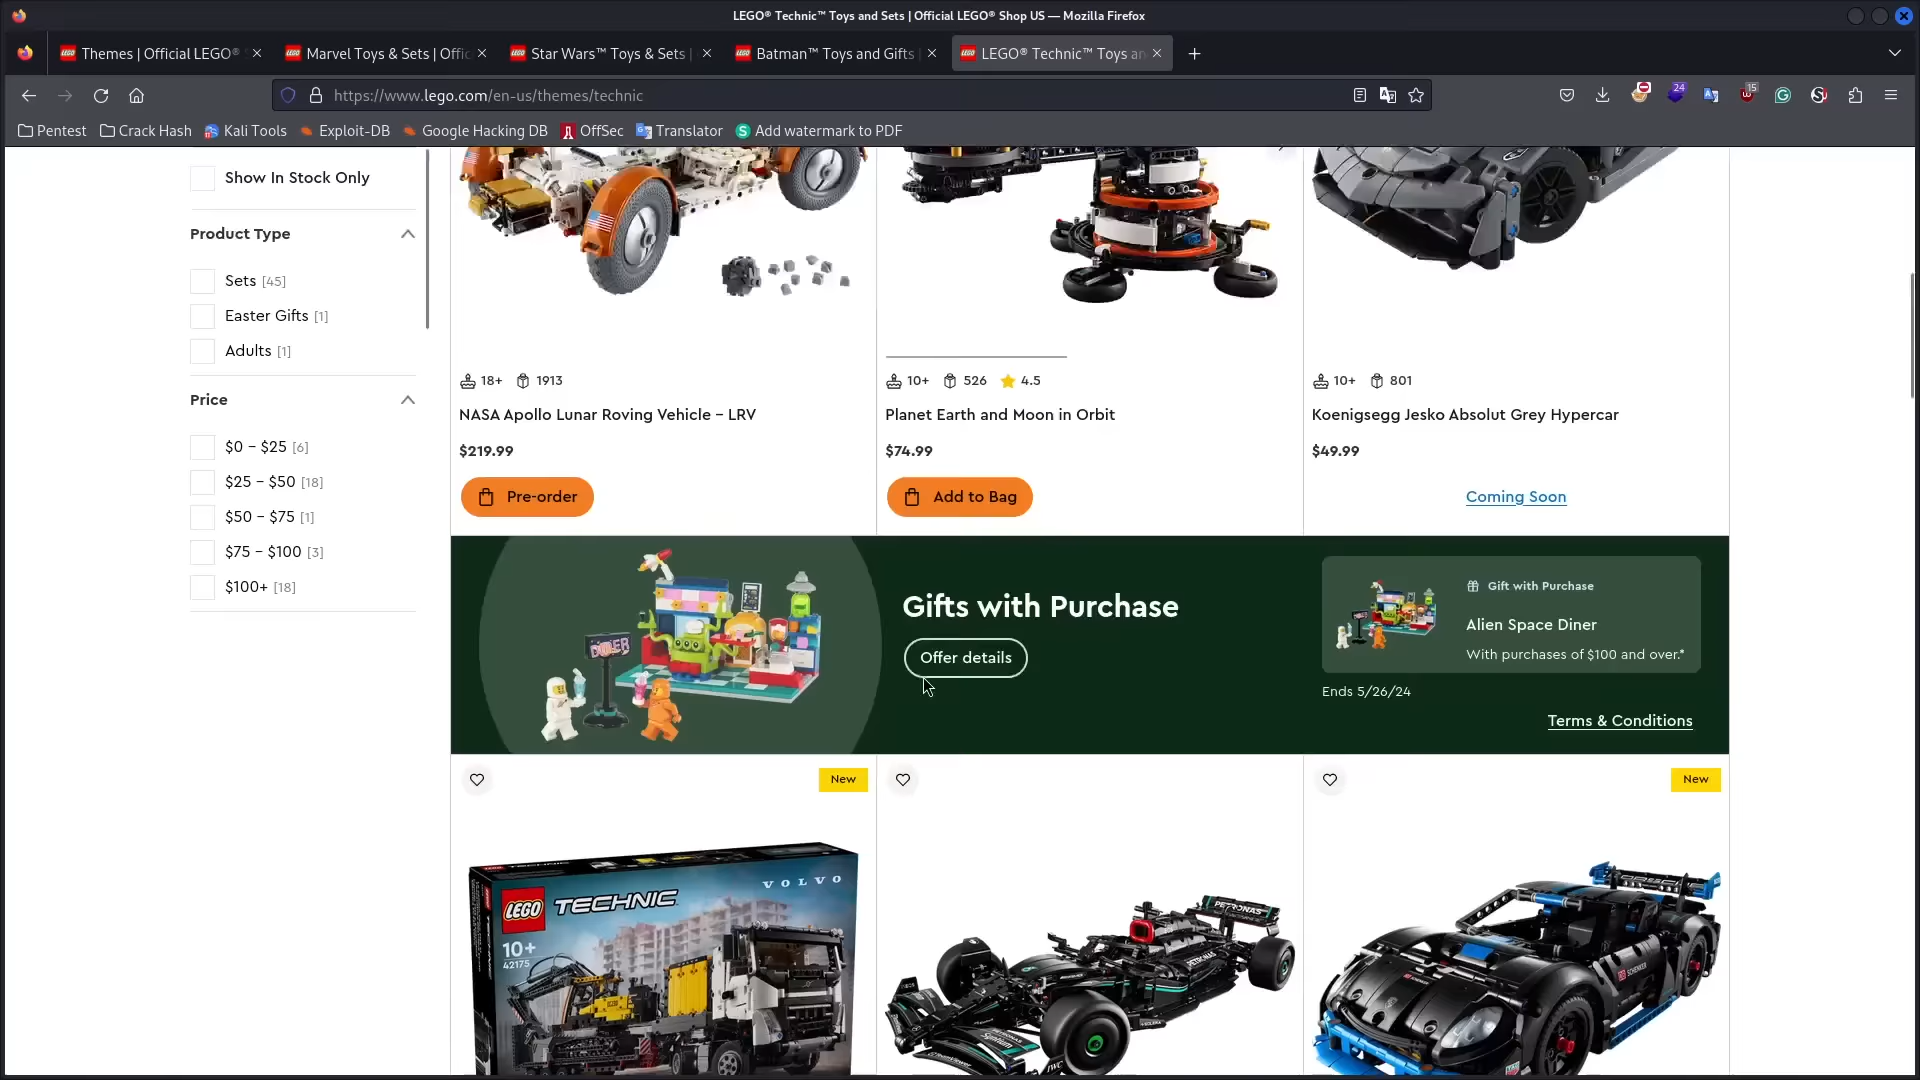 LEGO® Technic™ Toys and Sets | Official LEGO® Shop US — Mozilla Firefox
Themes | Official LEGO®
Marvel Toys & Sets | Offic
Star Wars™ Toys & Sets |
Batman™ Toys and Gifts |
LEGO® Technic™ Toys an
https://www.lego.com/en-us/themes/technic
24
15
Pentest
Crack Hash
Kali Tools
Exploit-DB
Google Hacking DB
OffSec
Translator
Add watermark to PDF
Show In Stock Only
Product Type
Sets [45]
Easter Gifts [1]
Adults [1]
Price
$0 – $25 [6]
$25 – $50 [18]
$50 – $75 [1]
$75 – $100 [3]
$100+ [18]
18+ 1913
NASA Apollo Lunar Roving Vehicle – LRV
$219.99
Pre-order
10+ 526 4.5
Planet Earth and Moon in Orbit
$74.99
Add to Bag
10+ 801
Koenigsegg Jesko Absolut Grey Hypercar
$49.99
Coming Soon
DINER
Gifts with Purchase
Offer details
Gift with Purchase
Alien Space Diner
With purchases of $100 and over.*
Ends 5/26/24
Terms & Conditions
New
LEGO TECHNIC
VOLVO
10+
42175
PETRONAS
PETRONAS
New